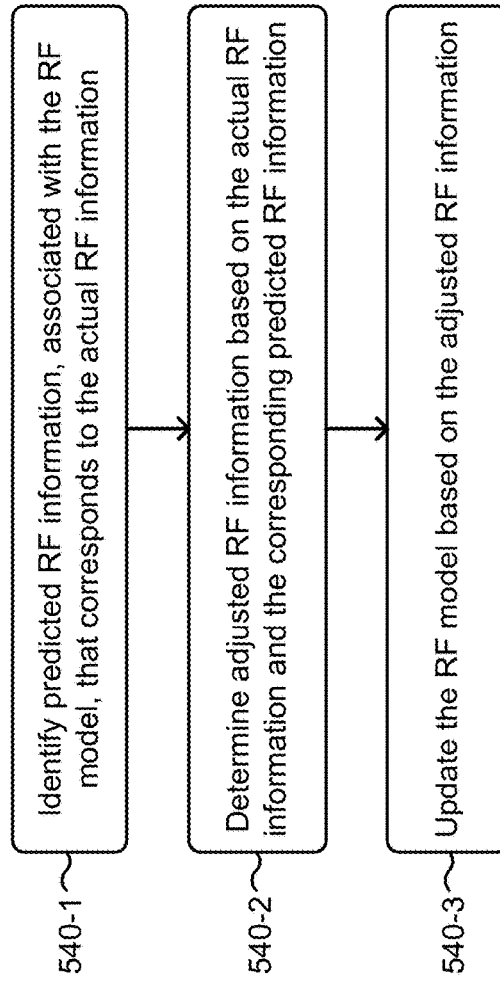 540-1
Identify predicted RF information, associated with the RF
model, that corresponds to the actual RF information
540-2
Determine adjusted RF information based on the actual RF
information and the corresponding predicted RF information
540-3
Update the RF model based on the adjusted RF information